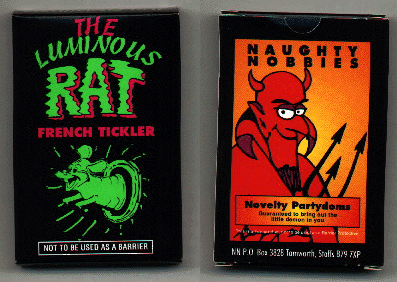 THE
LUMINOUS
RAT
FRENCH TICKLER
NOT TO BE USED AS A BARRIER
NAUGHTY
NOBBIES
Novelty Partydoms
Guaranteed to bring out the
little demon in you
NN P.O. Box 3828 Tamworth, Staffs B79 7XP